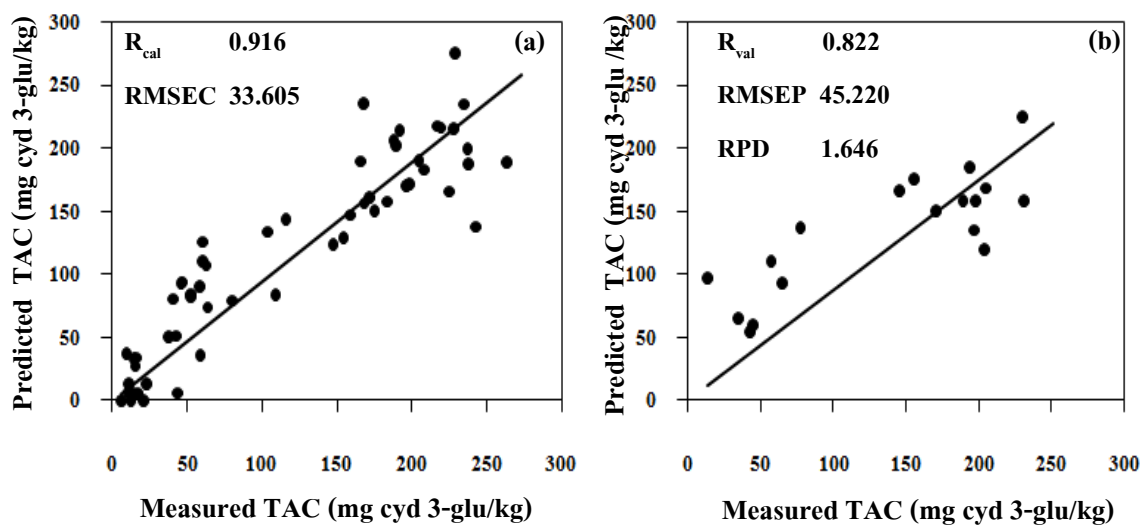 300
250
200
150
100
50
0
Predicted TAC (mg cyd 3-glu/kg)
R_cal 0.916
RMSEC 33.605
(a)
0 50 100 150 200 250 300
Measured TAC (mg cyd 3-glu/kg)
300
250
200
150
100
50
0
Predicted TAC (mg cyd 3-glu /kg)
R_val 0.822
RMSEP 45.220
RPD 1.646
(b)
0 50 100 150 200 250 300
Measured TAC (mg cyd 3-glu/kg)